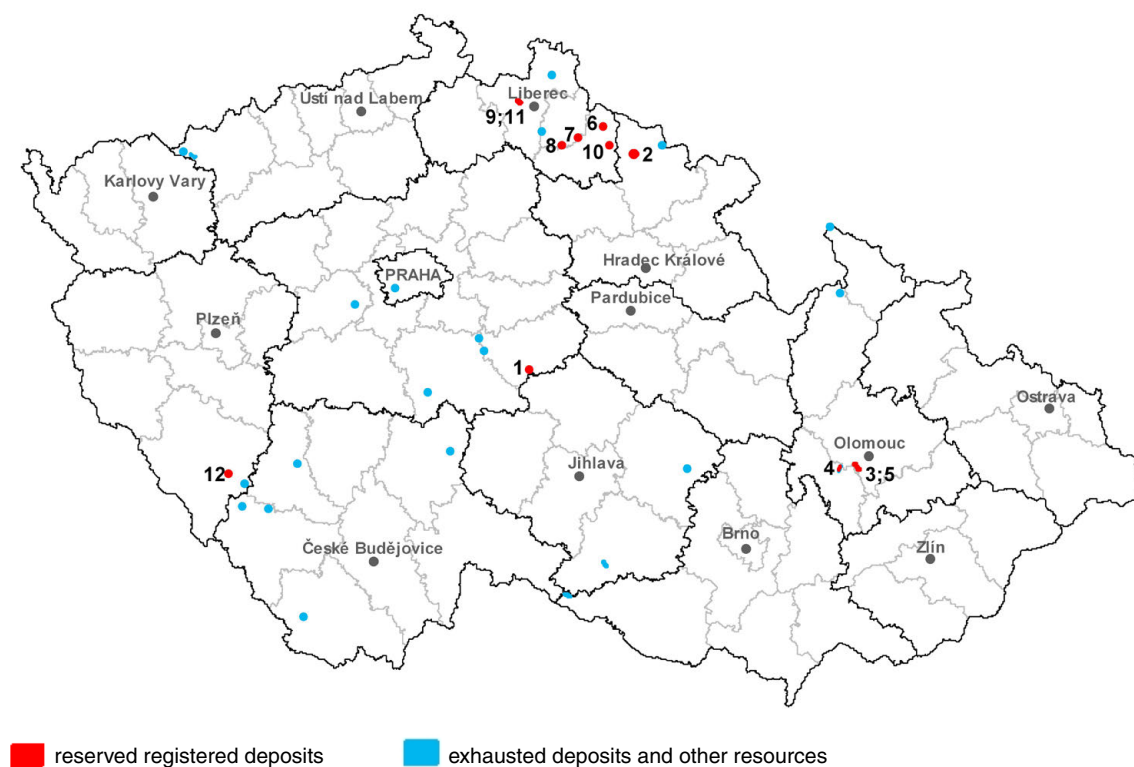 Liberec
Ústí nad Labem
9;11
6
7
8
10
2
Karlovy Vary
Hradec Králové
PRAHA
Pardubice
Plzeň
1
Ostrava
Olomouc
12
Jihlava
4
3;5
Brno
České Budějovice
Zlín
reserved registered deposits
exhausted deposits and other resources